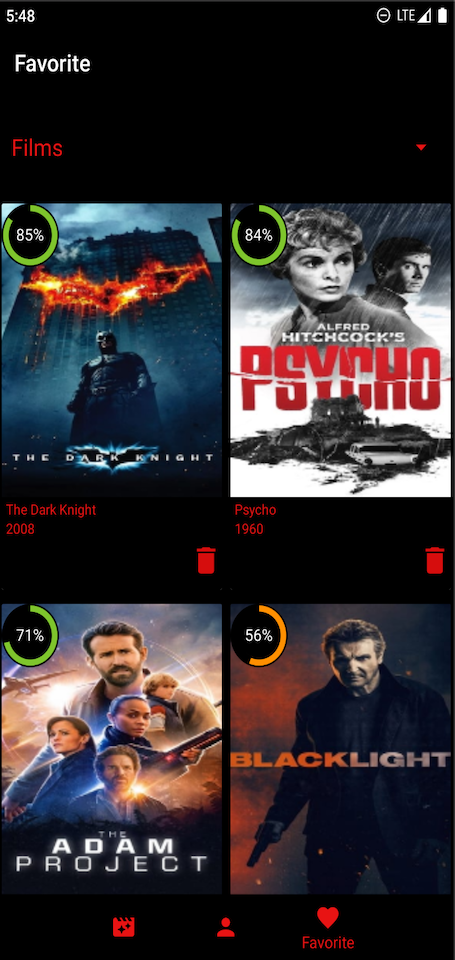 5:48
LTE
Favorite
Films
85%
THE DARK KNIGHT
The Dark Knight
2008
84%
ALFRED
HITCHCOCK'S
PSYCHO
Psycho
1960
71%
THE
ADAM
PROJECT
56%
BLACKLIGHT
Favorite